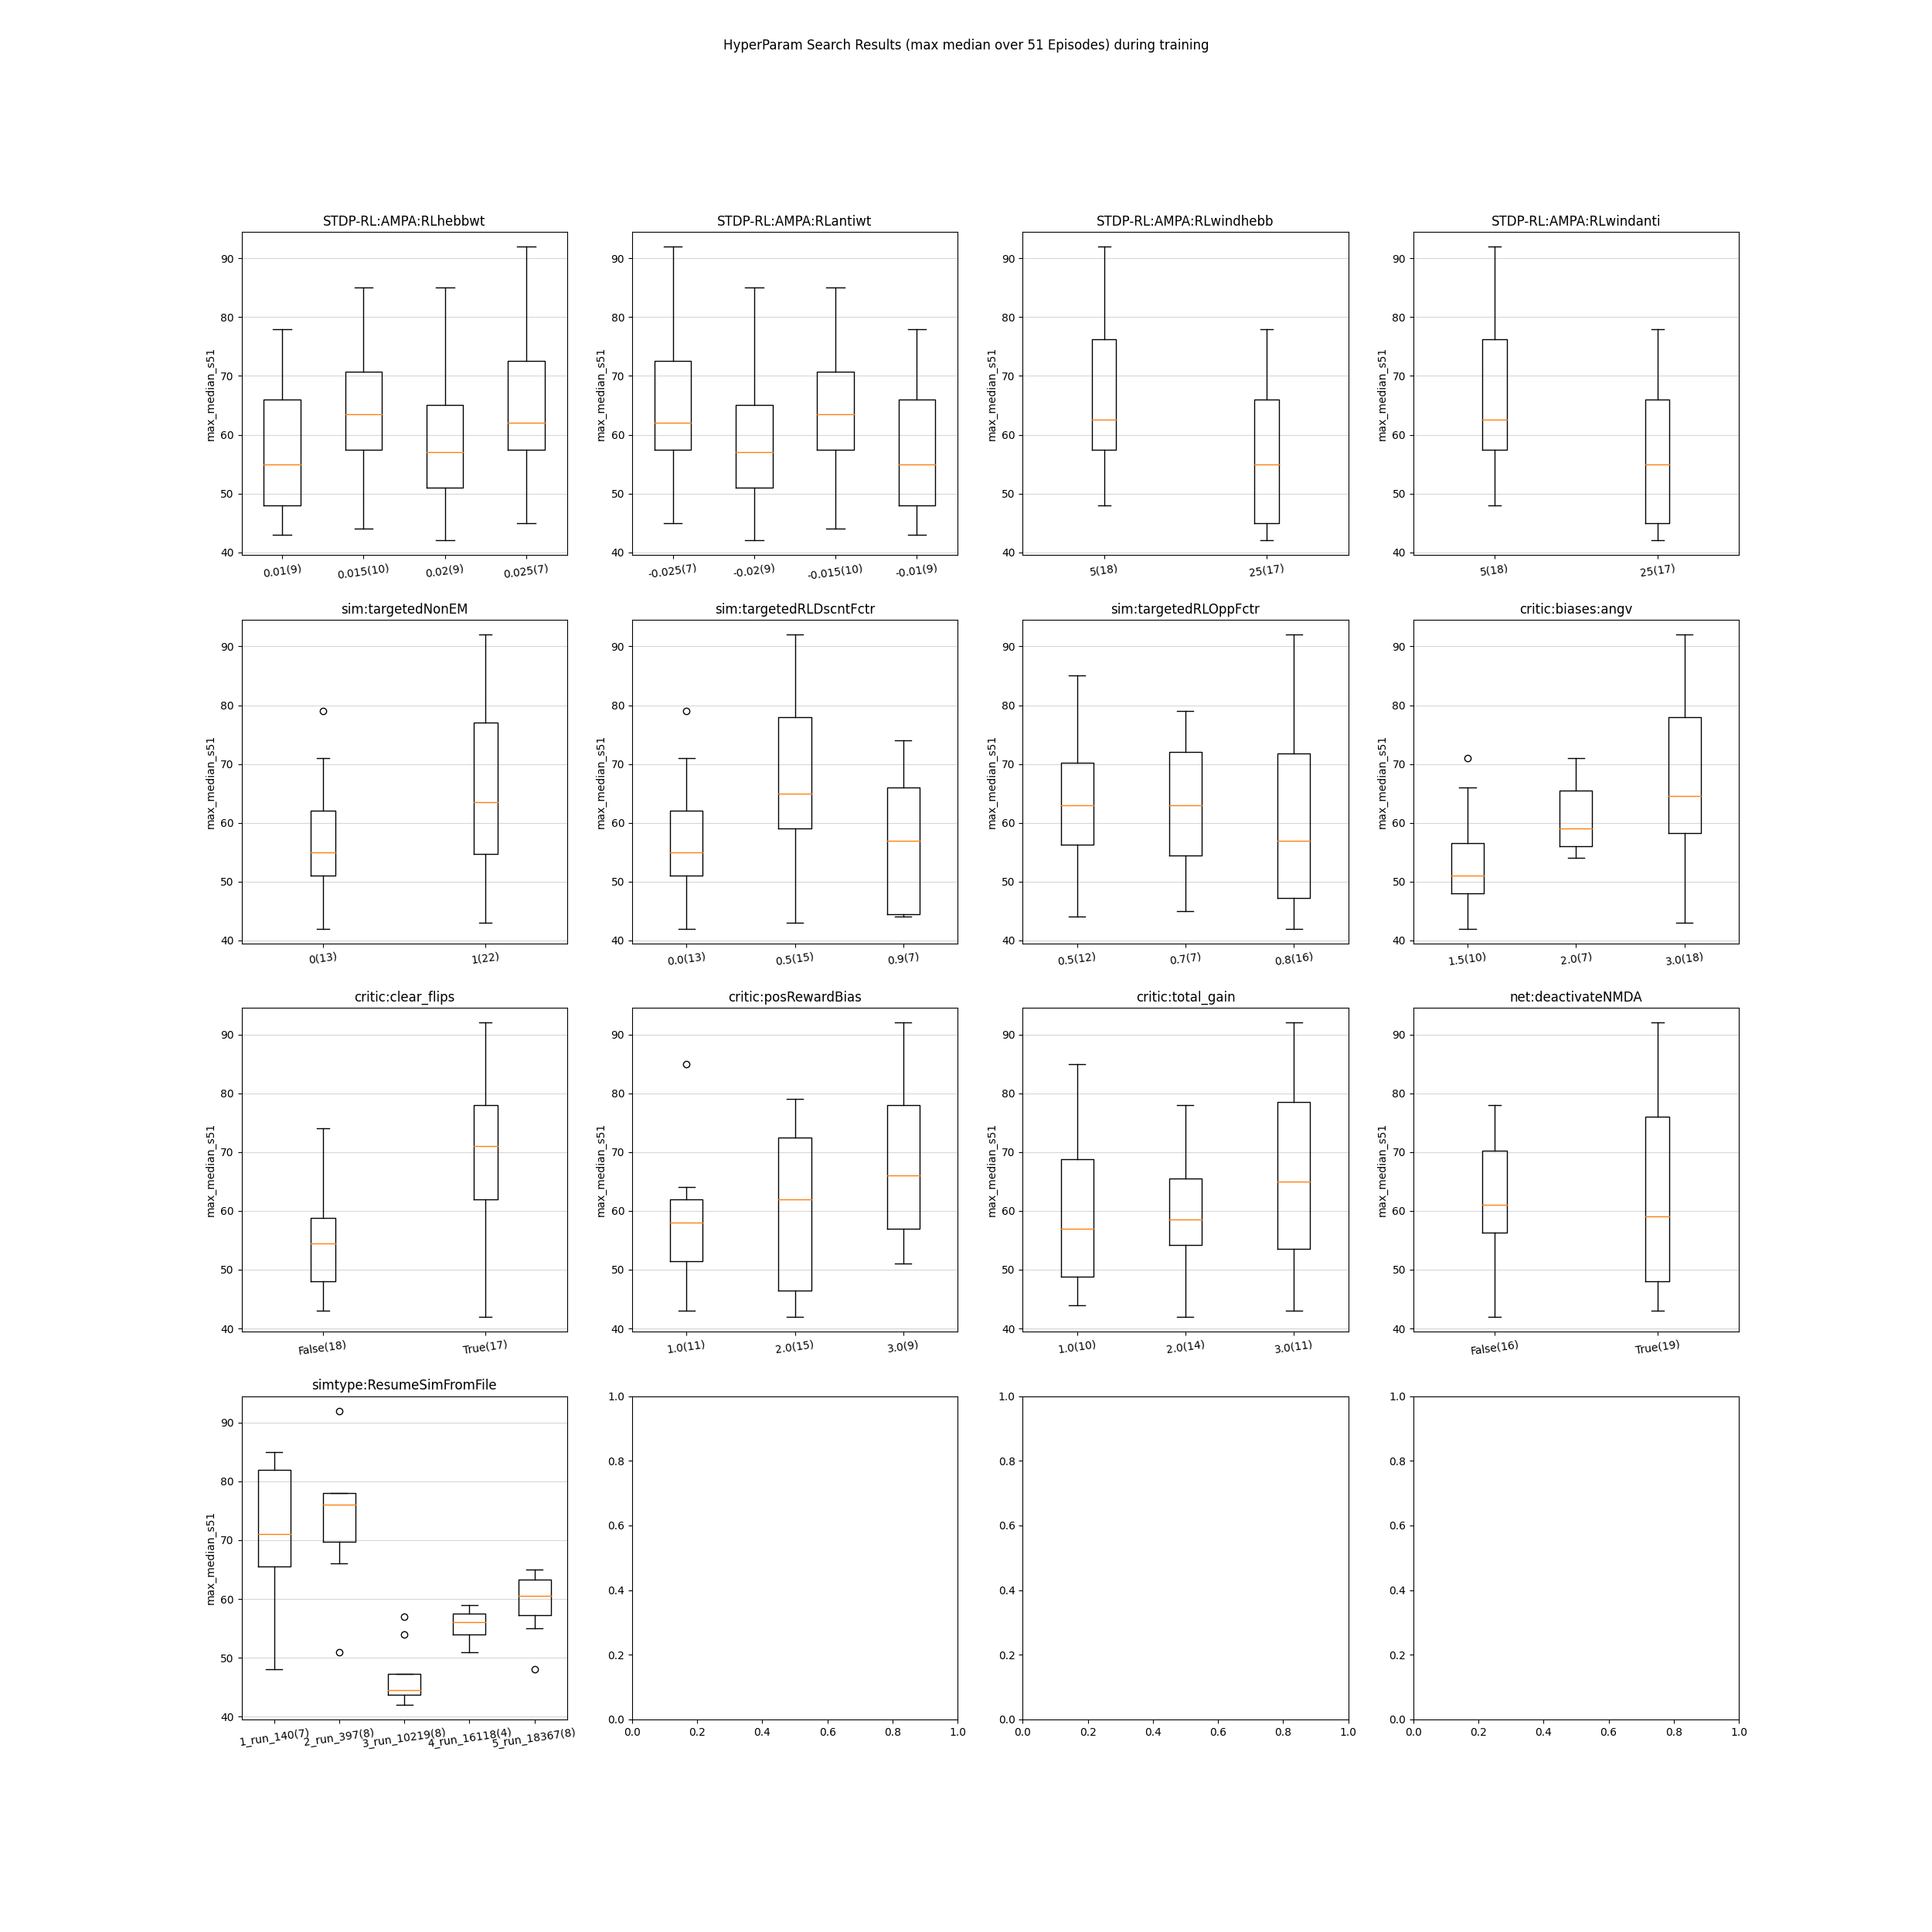 HyperParam Search Results (max median over 51 Episodes) during training
STDP-RL:AMPA:RLhebbwt
max_median_s51
90
80
70
60
50
40
0.01(9) 0.015(10) 0.02(9) 0.025(7)
STDP-RL:AMPA:RLantiwt
max_median_s51
90
80
70
60
50
40
-0.025(7) -0.02(9) -0.015(10) -0.01(9)
STDP-RL:AMPA:RLwindhebb
max_median_s51
90
80
70
60
50
40
5(18) 25(17)
STDP-RL:AMPA:RLwindanti
max_median_s51
90
80
70
60
50
40
5(18) 25(17)
sim:targetedNonEM
max_median_s51
90
80
70
60
50
40
0(13) 1(22)
sim:targetedRLDscntFctr
max_median_s51
90
80
70
60
50
40
0.0(13) 0.5(15) 0.9(7)
sim:targetedRLOppFctr
max_median_s51
90
80
70
60
50
40
0.5(12) 0.7(7) 0.8(16)
critic:biases:angv
max_median_s51
90
80
70
60
50
40
1.5(10) 2.0(7) 3.0(18)
critic:clear_flips
max_median_s51
90
80
70
60
50
40
False(18) True(17)
critic:posRewardBias
max_median_s51
90
80
70
60
50
40
1.0(11) 2.0(15) 3.0(9)
critic:total_gain
max_median_s51
90
80
70
60
50
40
1.0(10) 2.0(14) 3.0(11)
net:deactivateNMDA
max_median_s51
90
80
70
60
50
40
False(16) True(19)
simtype:ResumeSimFromFile
max_median_s51
90
80
70
60
50
40
1_run_140(7) 2_run_397(8) 3_run_10219(8) 4_run_16118(4) 5_run_18367(8)
1.0
0.8
0.6
0.4
0.2
0.0
0.0 0.2 0.4 0.6 0.8 1.0
1.0
0.8
0.6
0.4
0.2
0.0
0.0 0.2 0.4 0.6 0.8 1.0
1.0
0.8
0.6
0.4
0.2
0.0
0.0 0.2 0.4 0.6 0.8 1.0